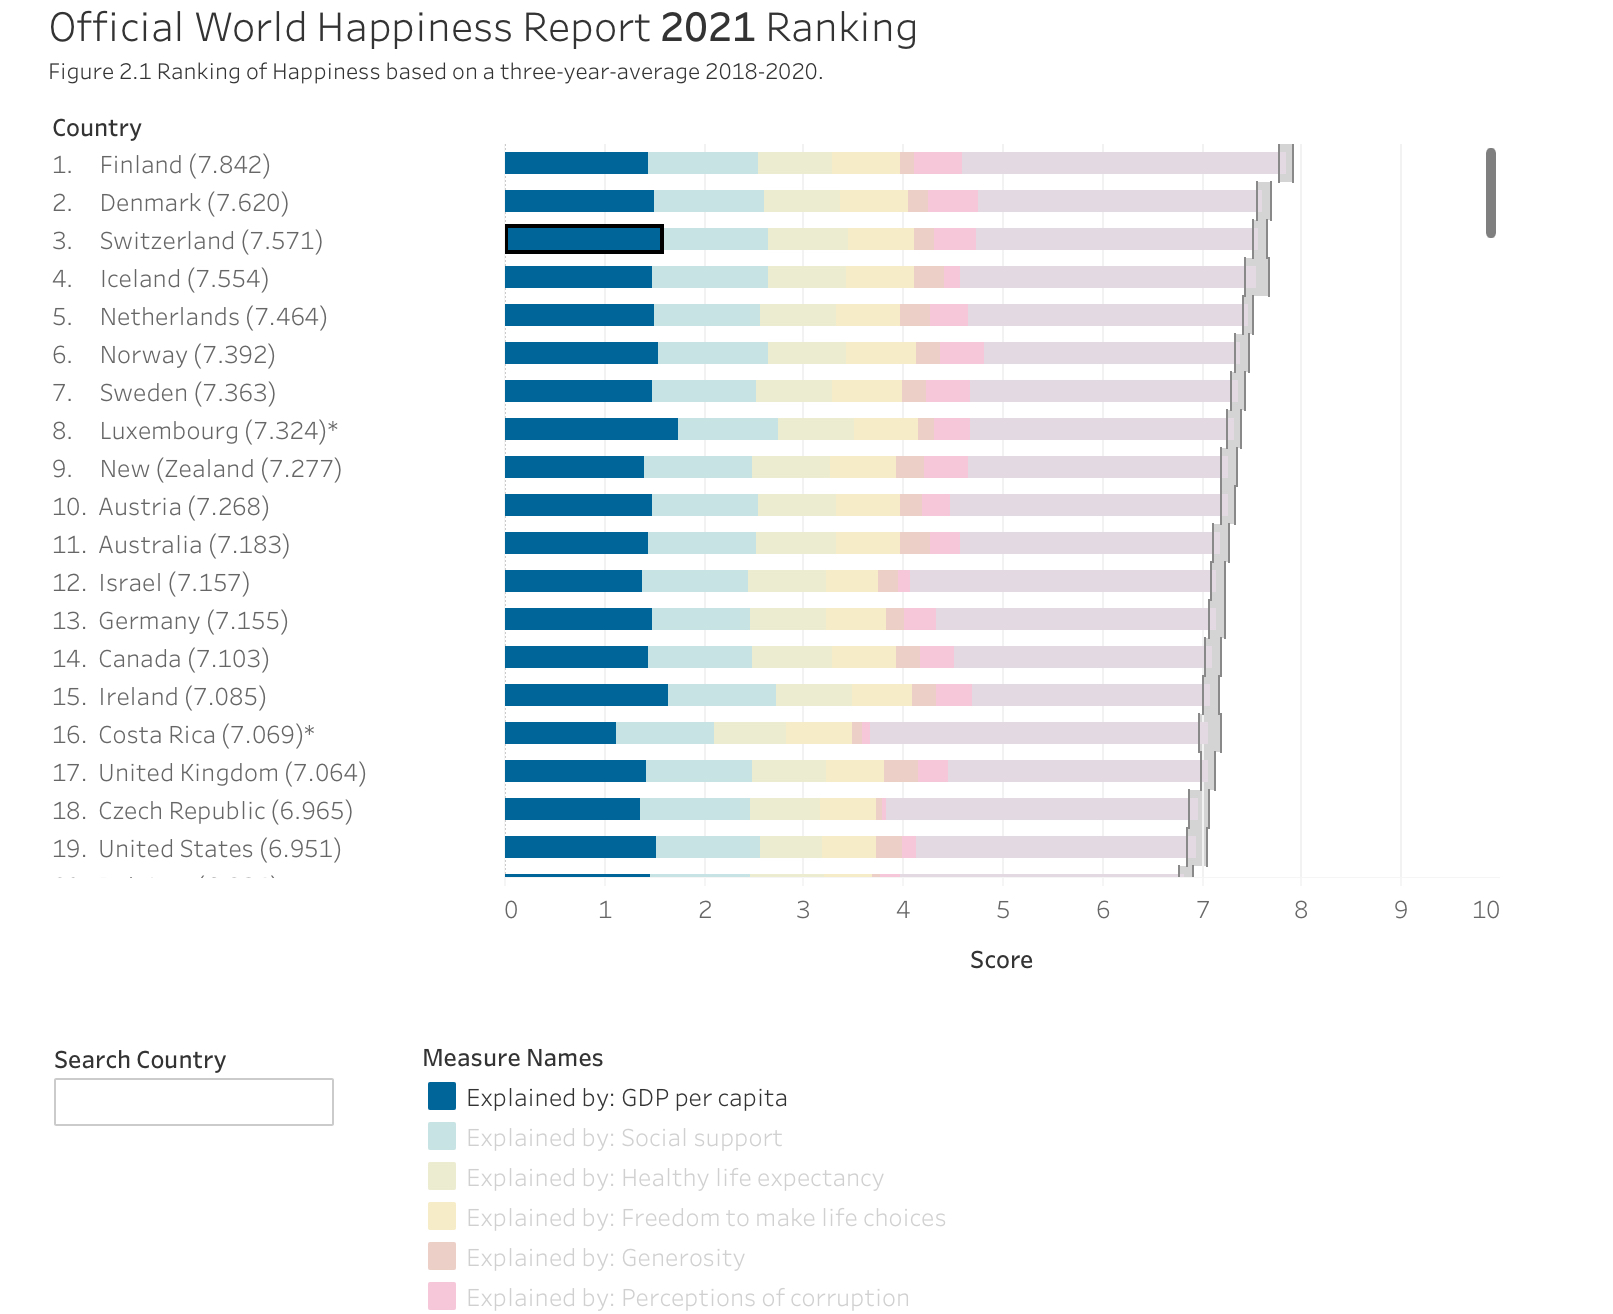 Official World Happiness Report 2021 Ranking
Figure 2.1 Ranking of Happiness based on a three-year-average 2018-2020.
Country
1. Finland (7.842)
2. Denmark (7.620)
3. Switzerland (7.571)
4. Iceland (7.554)
5. Netherlands (7.464)
6. Norway (7.392)
7. Sweden (7.363)
8. Luxembourg (7.324)*
9. New (Zealand (7.277)
10. Austria (7.268)
11. Australia (7.183)
12. Israel (7.157)
13. Germany (7.155)
14. Canada (7.103)
15. Ireland (7.085)
16. Costa Rica (7.069)*
17. United Kingdom (7.064)
18. Czech Republic (6.965)
19. United States (6.951)
0 1 2 3 4 5 6 7 8 9 10
Score
Search Country
Measure Names
Explained by: GDP per capita
Explained by: Social support
Explained by: Healthy life expectancy
Explained by: Freedom to make life choices
Explained by: Generosity
Explained by: Perceptions of corruption